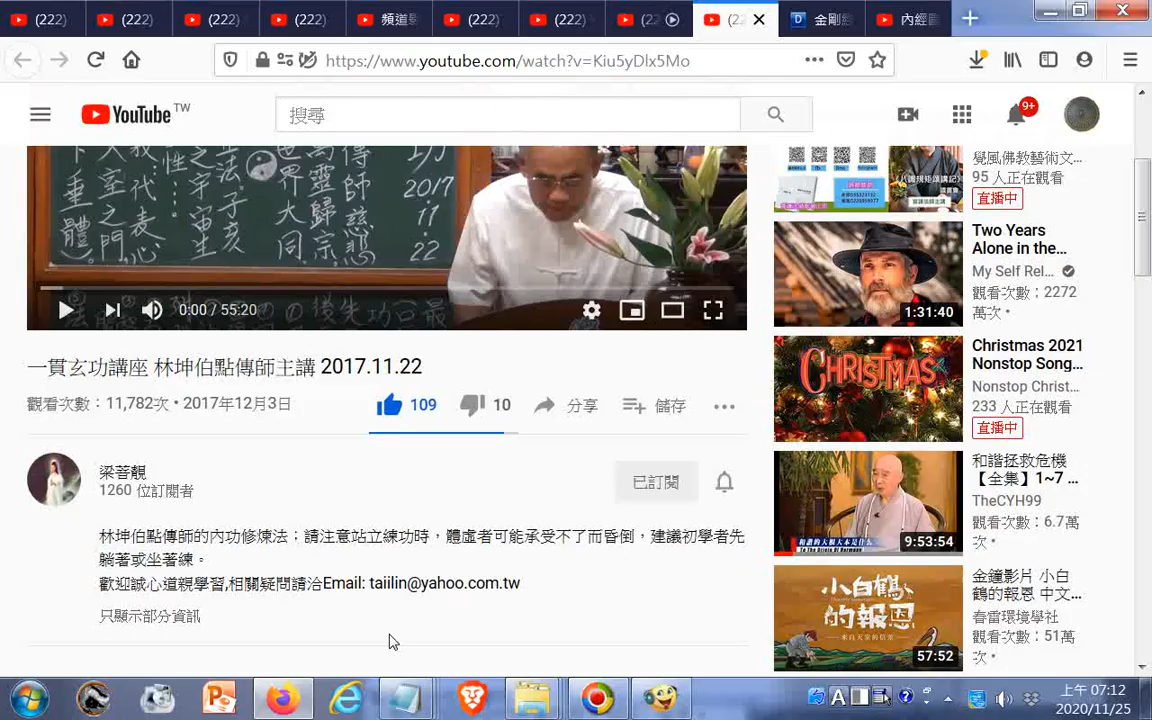 (222)
(222)
(222)
(222)
頻道
(222)
(222)
(22
(22
金剛
內經
https://www.youtube.com/watch?v=Kiu5yDlx5Mo
YouTube TW
搜尋
9+
2017
11
22
0:00 / 55:20
一貫玄功講座 林坤伯點傳師主講 2017.11.22
觀看次數：11,782次 • 2017年12月3日
109
10
分享
儲存
梁菩靚
1260 位訂閱者
已訂閱
林坤伯點傳師的內功修煉法；請注意站立練功時，體虛者可能承受不了而昏倒，建議初學者先
躺著或坐著練。
歡迎誠心道親學習,相關疑問請洽Email: taiilin@yahoo.com.tw
只顯示部分資訊
學風佛教藝術文...
95 人正在觀看
直播中
1:31:40
Two Years
Alone in the...
My Self Rel...
觀看次數：2272
萬次 •
CHRISTMAS
Christmas 2021
Nonstop Song...
Nonstop Christ...
233 人正在觀看
直播中
9:53:54
和諧拯救危機
【全集】1~7 ...
TheCYH99
觀看次數：6.7萬
次 •
小白鶴
的報恩
57:52
金鐘影片 小白
鶴的報恩 中文...
春雷環境學社
觀看次數：51萬
次 •
上午 07:12
2020/11/25